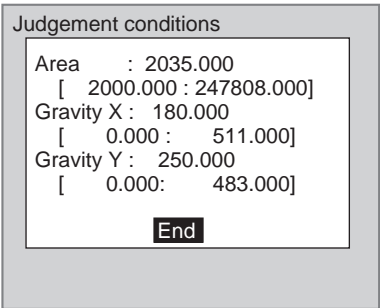 Judgement conditions
Area : 2035.000
[ 2000.000 : 247808.000]
Gravity X : 180.000
[ 0.000 : 511.000]
Gravity Y : 250.000
[ 0.000: 483.000]
End